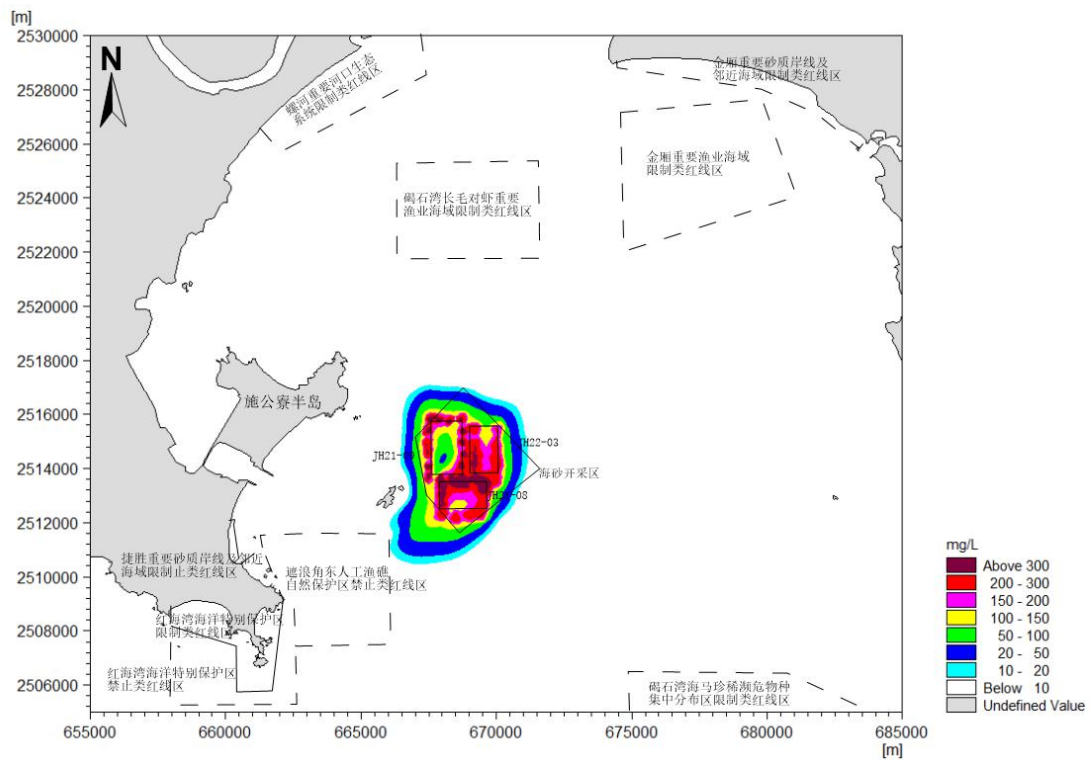 [m]
2530000
2528000
2526000
2524000
2522000
2520000
2518000
2516000
2514000
2512000
2510000
2508000
2506000
N
螺河重要河口生态
系统限制类红线区
金厢重要砂质岸线及
邻近海域限制类红线区
金厢重要渔业海域
限制类红线区
碣石湾长毛对虾重要
渔业海域限制类红线区
施公寮半岛
JH22-03
海砂开采区
捷胜重要砂质岸线及邻近
海域限制止类红线区
遮浪角东人工渔礁
自然保护区禁止类红线区
红海湾海洋特别保护区
限制类红线区
红海湾海洋特别保护区
禁止类红线区
碣石湾海马珍稀濒危物种
集中分布区限制类红线区
655000
660000
665000
670000
675000
680000
685000
[m]
mg/L
Above 300
200 - 300
150 - 200
100 - 150
50 - 100
20 - 50
10 - 20
Below 10
Undefined Value